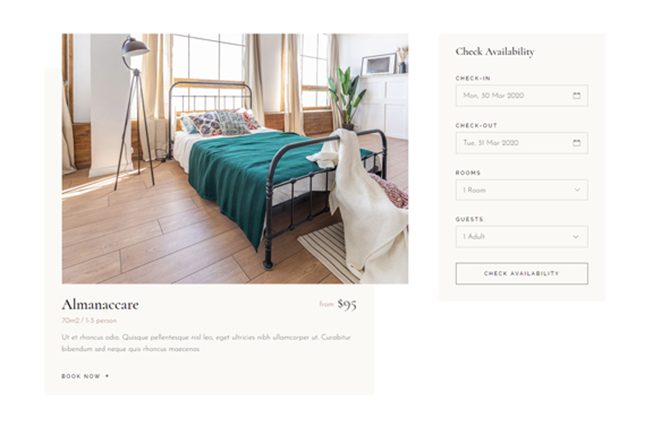 Almanaccare
from $95
70m2 / 1-3 person
Ut et rhoncus odio. Quisque pellentesque nisl leo, eget ultricies nibh ullamcorper ut. Curabitur
bibendum sed neque quis rhoncus maecenas
BOOK NOW +
Check Availability
CHECK-IN
Mon, 30 Mar 2020
CHECK-OUT
Tue, 31 Mar 2020
ROOMS
1 Room
GUESTS
1 Adult
CHECK AVAILABILITY